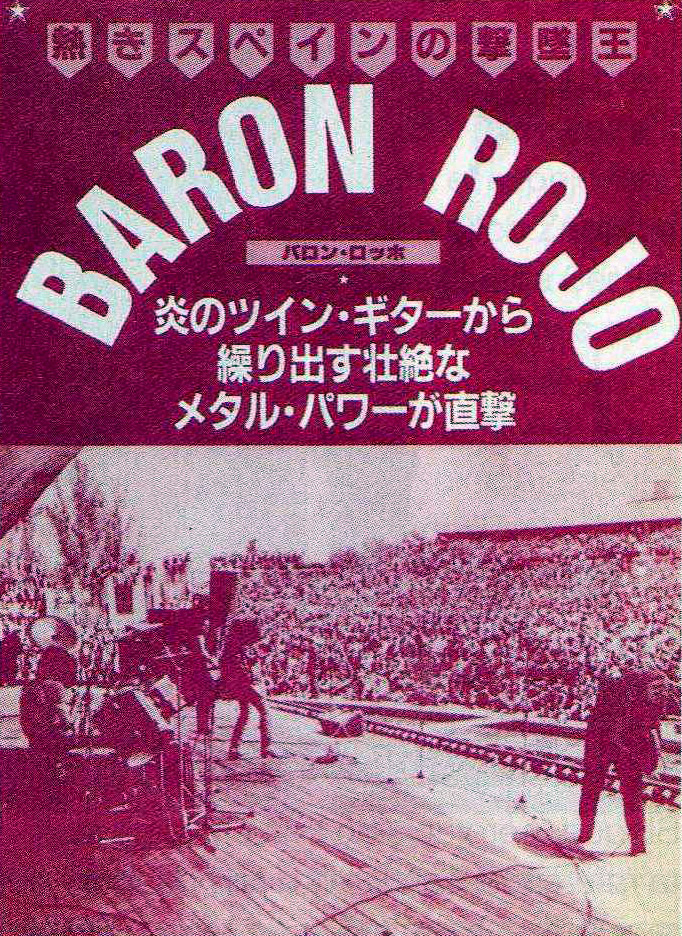 熱きスペインの撃墜王
BARON ROJO
バロン・ロッホ
炎のツイン・ギターから
繰り出す壮絶な
メタル・パワーが直撃